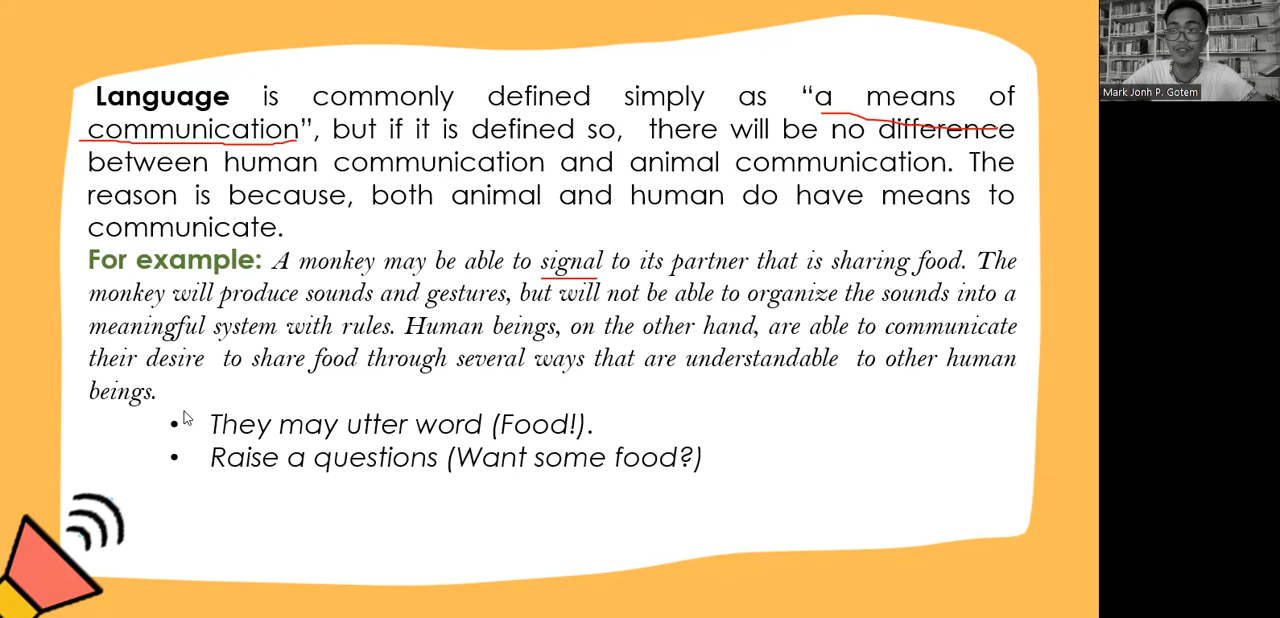 Language is commonly defined simply as “a means of
communication”, but if it is defined so, there will be no difference
between human communication and animal communication. The
reason is because, both animal and human do have means to
communicate.
For example: A monkey may be able to signal to its partner that is sharing food. The
monkey will produce sounds and gestures, but will not be able to organize the sounds into a
meaningful system with rules. Human beings, on the other hand, are able to communicate
their desire to share food through several ways that are understandable to other human
beings.
• They may utter word (Food!).
• Raise a questions (Want some food?)
Mark Jonh P. Gotem